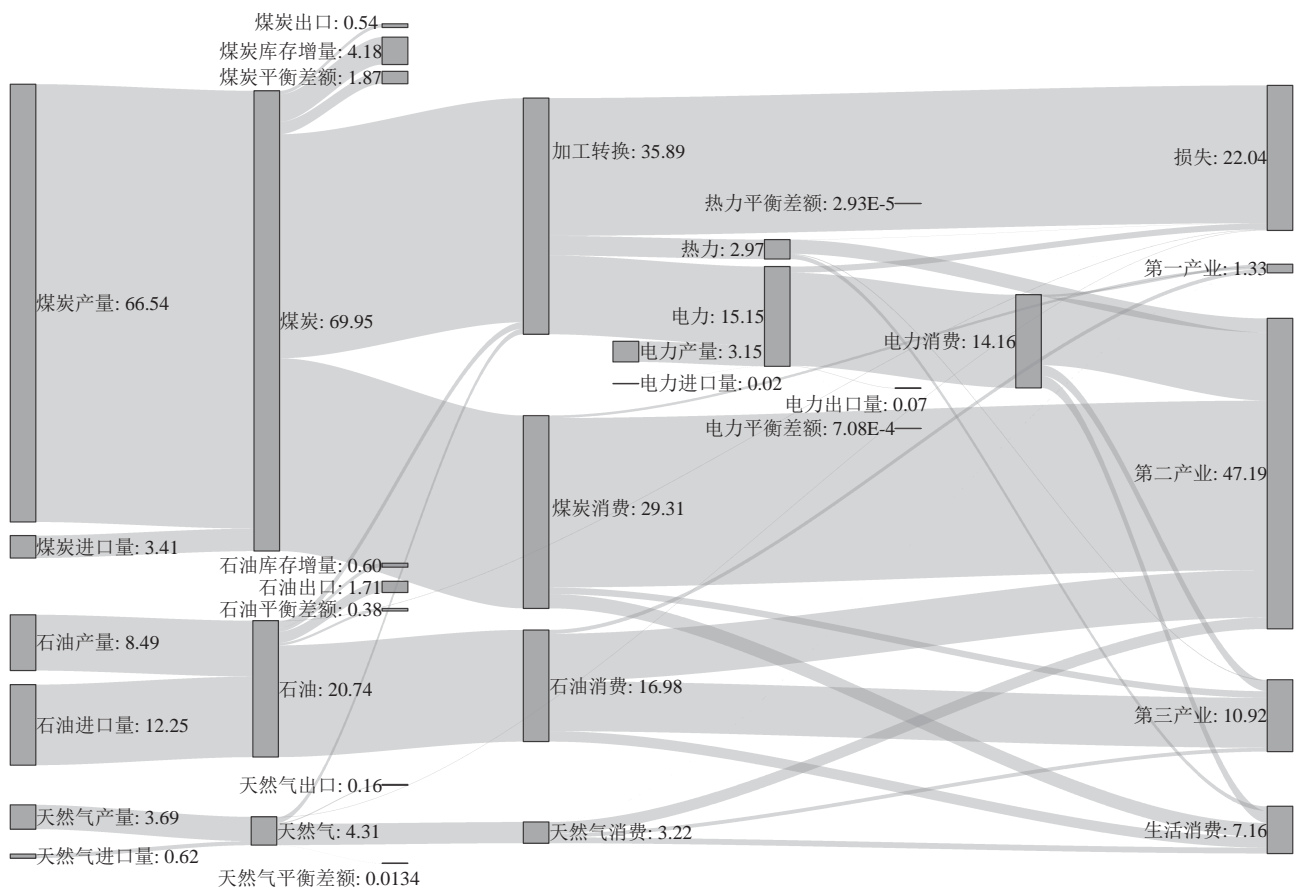 煤炭出口: 0.54
煤炭库存增量: 4.18
煤炭平衡差额: 1.87
加工转换: 35.89
损失: 22.04
热力平衡差额: 2.93E-5
热力: 2.97
第一产业: 1.33
煤炭产量: 66.54
煤炭: 69.95
电力: 15.15
电力消费: 14.16
电力产量: 3.15
电力进口量: 0.02
电力出口量: 0.07
电力平衡差额: 7.08E-4
第二产业: 47.19
煤炭消费: 29.31
煤炭进口量: 3.41
石油库存增量: 0.60
石油出口: 1.71
石油平衡差额: 0.38
石油产量: 8.49
石油: 20.74
石油消费: 16.98
石油进口量: 12.25
第三产业: 10.92
天然气出口: 0.16
天然气产量: 3.69
天然气: 4.31
天然气消费: 3.22
生活消费: 7.16
天然气进口量: 0.62
天然气平衡差额: 0.0134